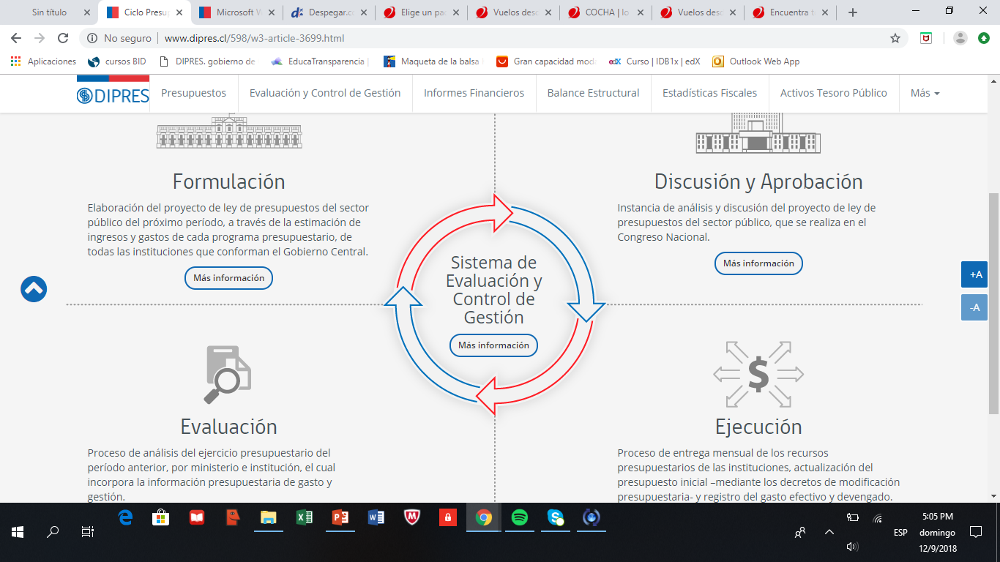 Sin título
Ciclo Presup
Microsoft W
Despegar.co
Elige un pac
Vuelos desc
COCHA | lo
Vuelos desc
Encuentra t
No seguro
www.dipres.cl/598/w3-article-3699.html
Aplicaciones
cursos BID
DIPRES. gobierno de
EducaTransparencia |
Maqueta de la balsa
Gran capacidad mod
edX
Curso | IDB1x | edX
Outlook Web App
DIPRES
Presupuestos
Evaluación y Control de Gestión
Informes Financieros
Balance Estructural
Estadísticas Fiscales
Activos Tesoro Público
Más
Formulación
Elaboración del proyecto de ley de presupuestos del sector
público del próximo período, a través de la estimación de
ingresos y gastos de cada programa presupuestario, de
todas las instituciones que conforman el Gobierno Central.
Más información
Discusión y Aprobación
Instancia de análisis y discusión del proyecto de ley de
presupuestos del sector público, que se realiza en el
Congreso Nacional.
Más información
Sistema de
Evaluación y
Control de
Gestión
Más información
+A
-A
Evaluación
Proceso de análisis del ejercicio presupuestario del
período anterior, por ministerio e institución, el cual
incorpora la información presupuestaria de gasto y
gestión.
$
Ejecución
Proceso de entrega mensual de los recursos
presupuestarios de las instituciones, actualización del
presupuesto inicial –mediante los decretos de modificación
presupuestaria- y registro del gasto efectivo y devengado.
ESP
5:05 PM
domingo
12/9/2018